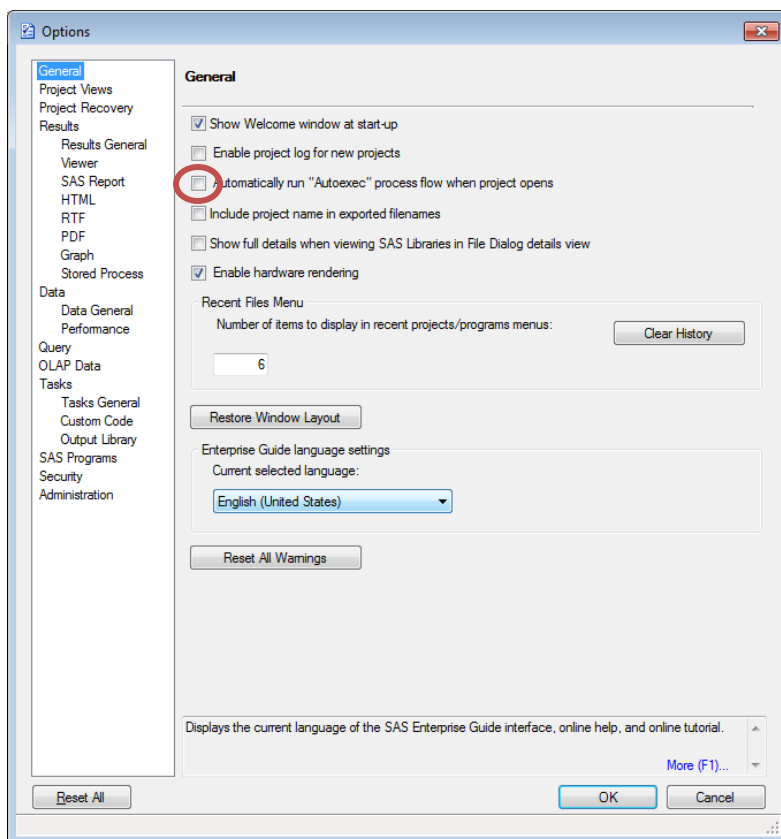 Options
General
Project Views
Project Recovery
Results
Results General
Viewer
SAS Report
HTML
RTF
PDF
Graph
Stored Process
Data
Data General
Performance
Query
OLAP Data
Tasks
Tasks General
Custom Code
Output Library
SAS Programs
Security
Administration
General
Show Welcome window at start-up
Enable project log for new projects
Automatically run "Autoexec" process flow when project opens
Include project name in exported filenames
Show full details when viewing SAS Libraries in File Dialog details view
Enable hardware rendering
Recent Files Menu
Number of items to display in recent projects/programs menus:
Clear History
6
Restore Window Layout
Enterprise Guide language settings
Current selected language:
English (United States)
Reset All Warnings
Displays the current language of the SAS Enterprise Guide interface, online help, and online tutorial.
More (F1)...
Reset All
OK
Cancel